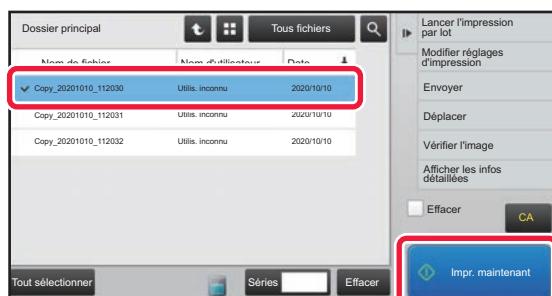 Dossier principal
Tous fichiers
Nom de fichier
Nom d'utilisateur
Date
Copy_20201010_112030
Utilis. inconnu
2020/10/10
Copy_20201010_112031
Utilis. inconnu
2020/10/10
Copy_20201010_112032
Utilis. inconnu
2020/10/10
Tout sélectionner
Séries
Effacer
Lancer l'impression
par lot
Modifier réglages
d'impression
Envoyer
Déplacer
Vérifier l'image
Afficher les infos
détaillées
Effacer
CA
Impr. maintenant